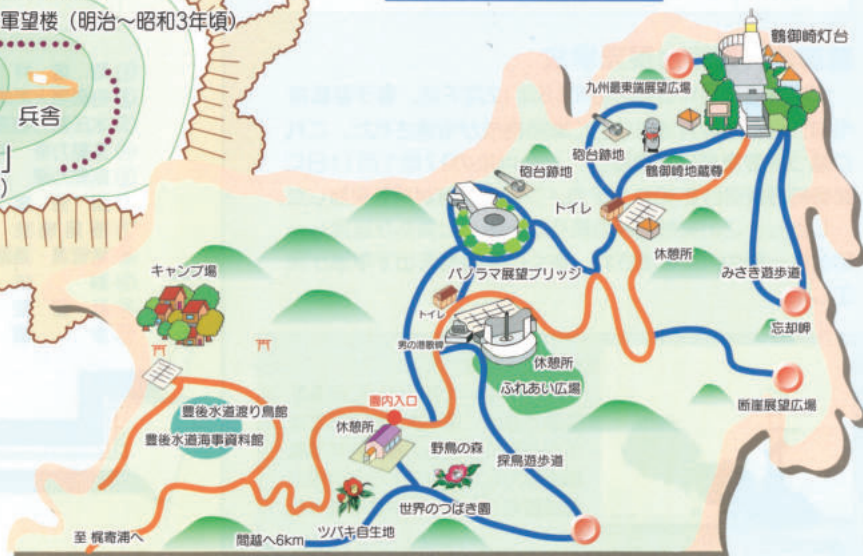 軍望楼(明治～昭和3年頃)
兵舎
鶴御崎灯台
九州最東端展望広場
砲台跡地
鶴御崎地蔵尊
砲台跡地
トイレ
休憩所
みさき遊歩道
パノラマ展望ブリッジ
キャンプ場
トイレ
忘却岬
男の港歌碑
休憩所
ふれあい広場
断崖展望広場
園内入口
豊後水道渡り鳥館
休憩所
豊後水道海事資料館
野鳥の森
探鳥遊歩道
世界のつばき園
至 梶寄浦へ
間越へ6km
ツバキ自生地